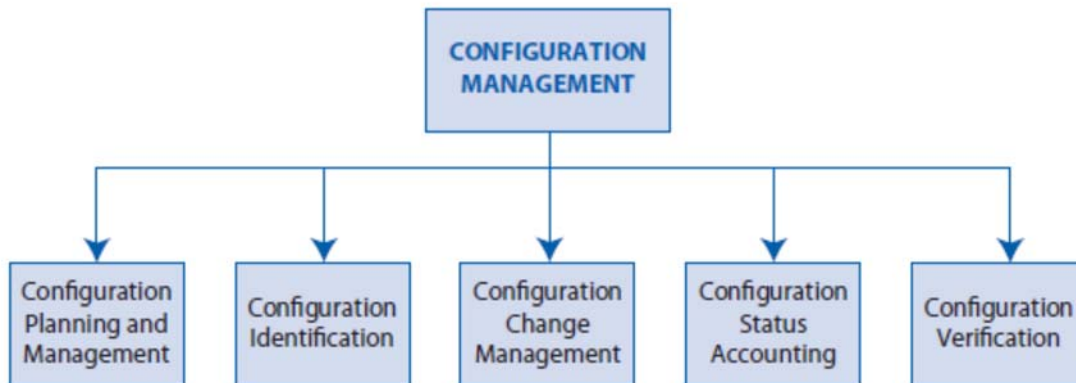 CONFIGURATION
MANAGEMENT
Configuration
Planning and
Management
Configuration
Identification
Configuration
Change
Management
Configuration
Status
Accounting
Configuration
Verification